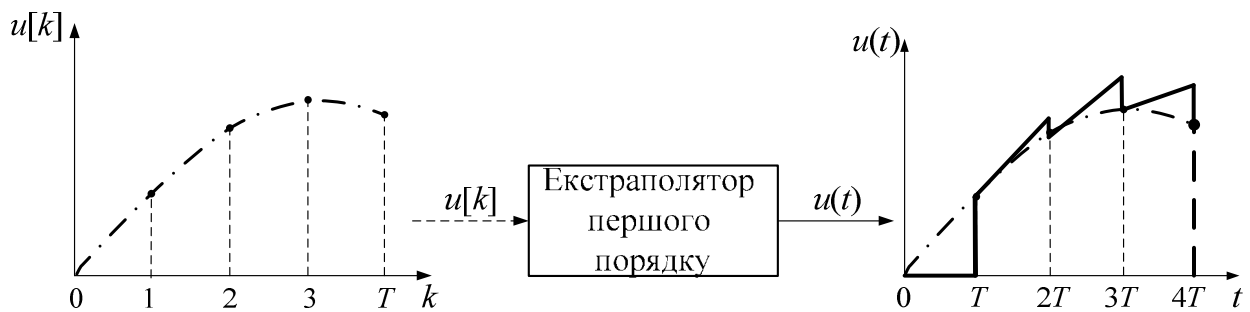 u[k]
0 1 2 3 T k
u[k]
Екстраполятор
першого
порядку
u(t)
u(t)
0 T 2T 3T 4T t